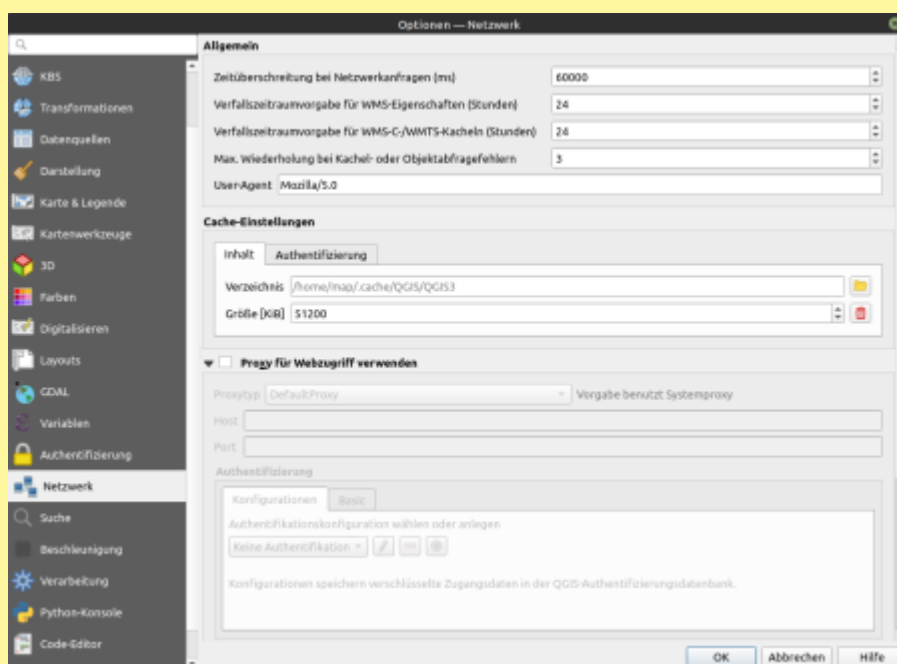 Optionen — Netzwerk
KBS
Transformationen
Datenquellen
Darstellung
Karte & Legende
Kartenwerkzeuge
3D
Farben
Digitalisieren
Layouts
GDAL
Variablen
Authentifizierung
Netzwerk
Suche
Beschleunigung
Verarbeitung
Python-Konsole
Code-Editor
Allgemein
Zeitüberschreitung bei Netzwerkanfragen (ms) 60000
Verfallszeitraumvorgabe für WMS-Eigenschaften (Stunden) 24
Verfallszeitraumvorgabe für WMS-C-/WMTS-Kacheln (Stunden) 24
Max. Wiederholung bei Kachel- oder Objektabfragefehlern 3
User-Agent Mozilla/5.0
Cache-Einstellungen
Inhalt Authentifizierung
Verzeichnis /home/map/.cache/QGIS/QGIS3
Größe [KiB] 51200
Proxy für Webzugriff verwenden
Proxytyp DefaultProxy Vorgabe benutzt Systemproxy
Host
Port
Authentifizierung
Konfigurationen Basic
Authentifikationskonfiguration wählen oder anlegen
Keine Authentifikation
Konfigurationen speichern verschlüsselte Zugangsdaten in der QGIS-Authentifizierungsdatenbank.
OK Abbrechen Hilfe